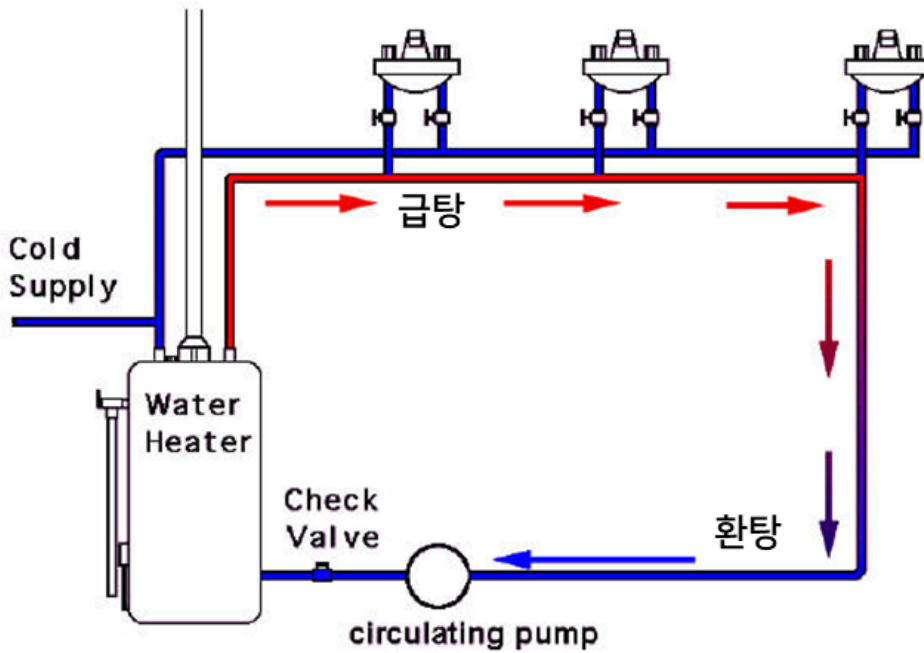 급탕
Cold
Supply
Water
Heater
Check
Valve
환탕
circulating pump